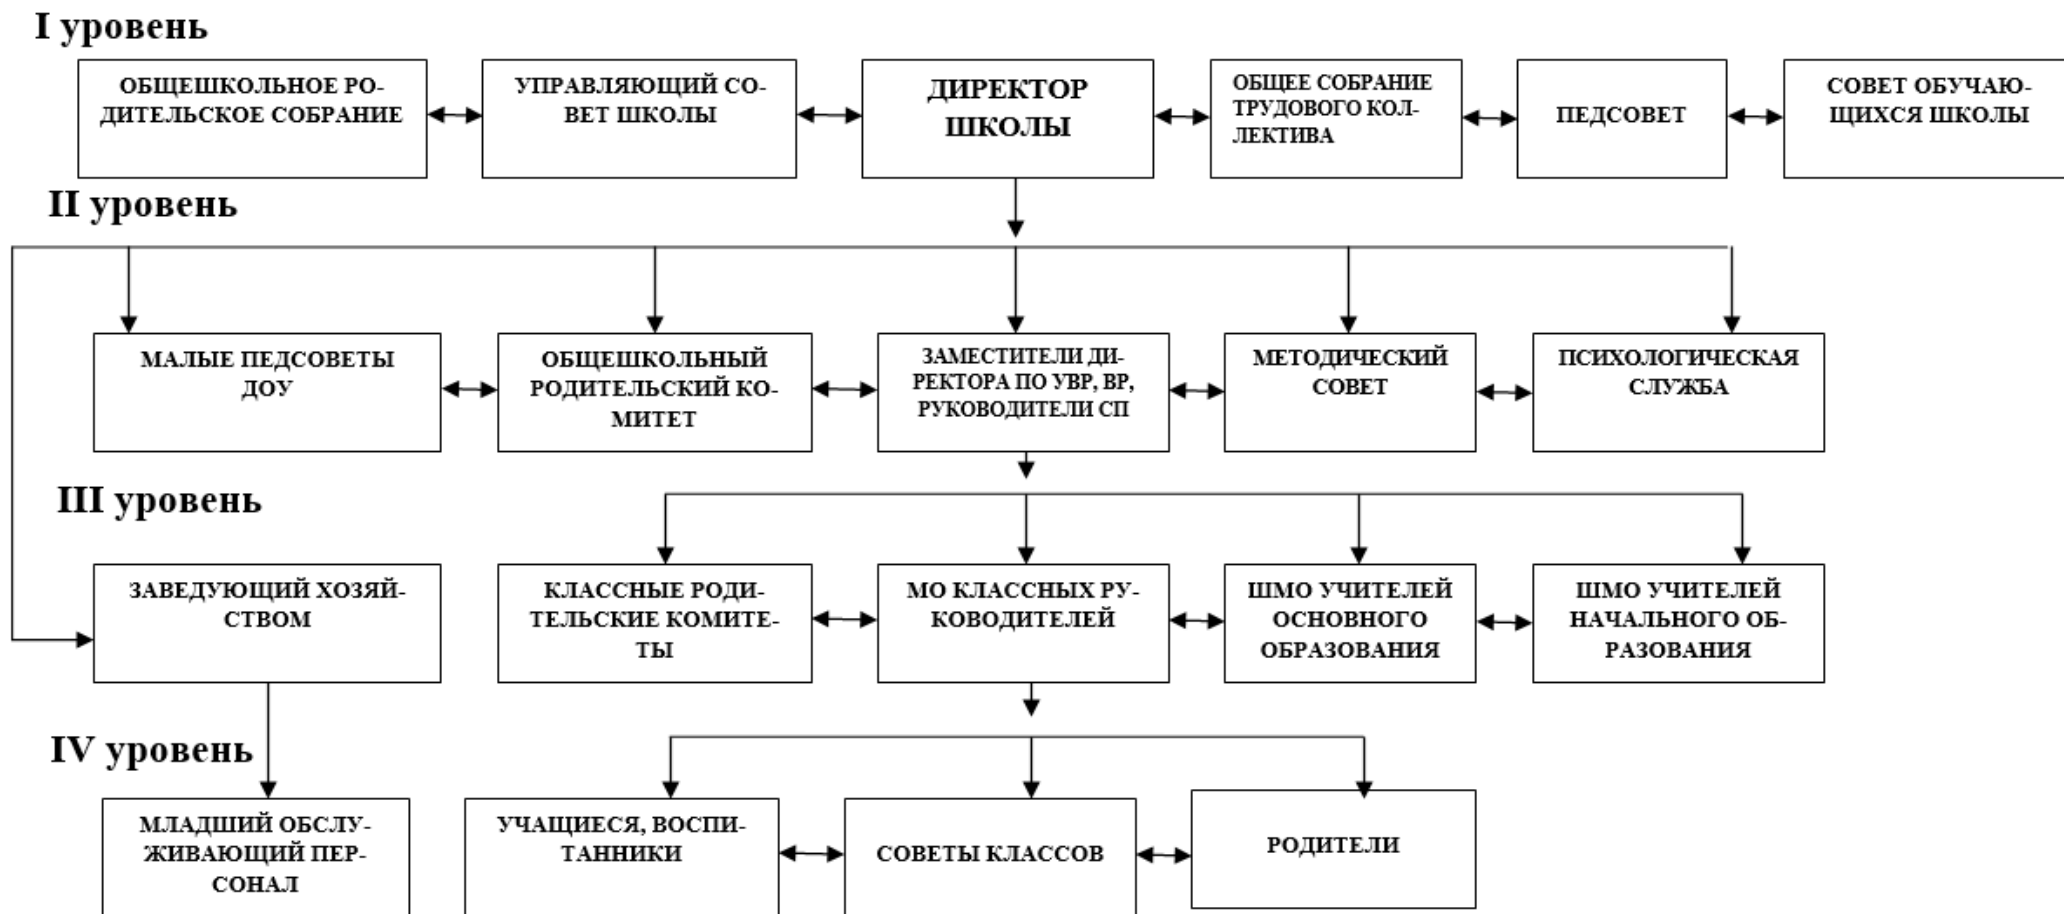 I уровень
ОБЩЕШКОЛЬНОЕ РО-
ДИТЕЛЬСКОЕ СОБРАНИЕ
УПРАВЛЯЮЩИЙ СО-
ВЕТ ШКОЛЫ
ДИРЕКТОР
ШКОЛЫ
ОБЩЕЕ СОБРАНИЕ
ТРУДОВОГО КОЛ-
ЛЕКТИВА
ПЕДСОВЕТ
СОВЕТ ОБУЧАЮ-
ЩИХСЯ ШКОЛЫ
II уровень
МАЛЫЕ ПЕДСОВЕТЫ
ДОУ
ОБЩЕШКОЛЬНЫЙ
РОДИТЕЛЬСКИЙ КО-
МИТЕТ
ЗАМЕСТИТЕЛИ ДИ-
РЕКТОРА ПО УВР, ВР,
РУКОВОДИТЕЛИ СП
МЕТОДИЧЕСКИЙ
СОВЕТ
ПСИХОЛОГИЧЕСКАЯ
СЛУЖБА
III уровень
ЗАВЕДУЮЩИЙ ХОЗЯЙ-
СТВОМ
КЛАССНЫЕ РОДИ-
ТЕЛЬСКИЕ КОМИТЕ-
ТЫ
МО КЛАССНЫХ РУ-
КОВОДИТЕЛЕЙ
ШМО УЧИТЕЛЕЙ
ОСНОВНОГО
ОБРАЗОВАНИЯ
ШМО УЧИТЕЛЕЙ
НАЧАЛЬНОГО ОБ-
РАЗОВАНИЯ
IV уровень
МЛАДШИЙ ОБСЛУ-
ЖИВАЮЩИЙ ПЕР-
СОНАЛ
УЧАЩИЕСЯ, ВОСПИ-
ТАННИКИ
СОВЕТЫ КЛАССОВ
РОДИТЕЛИ